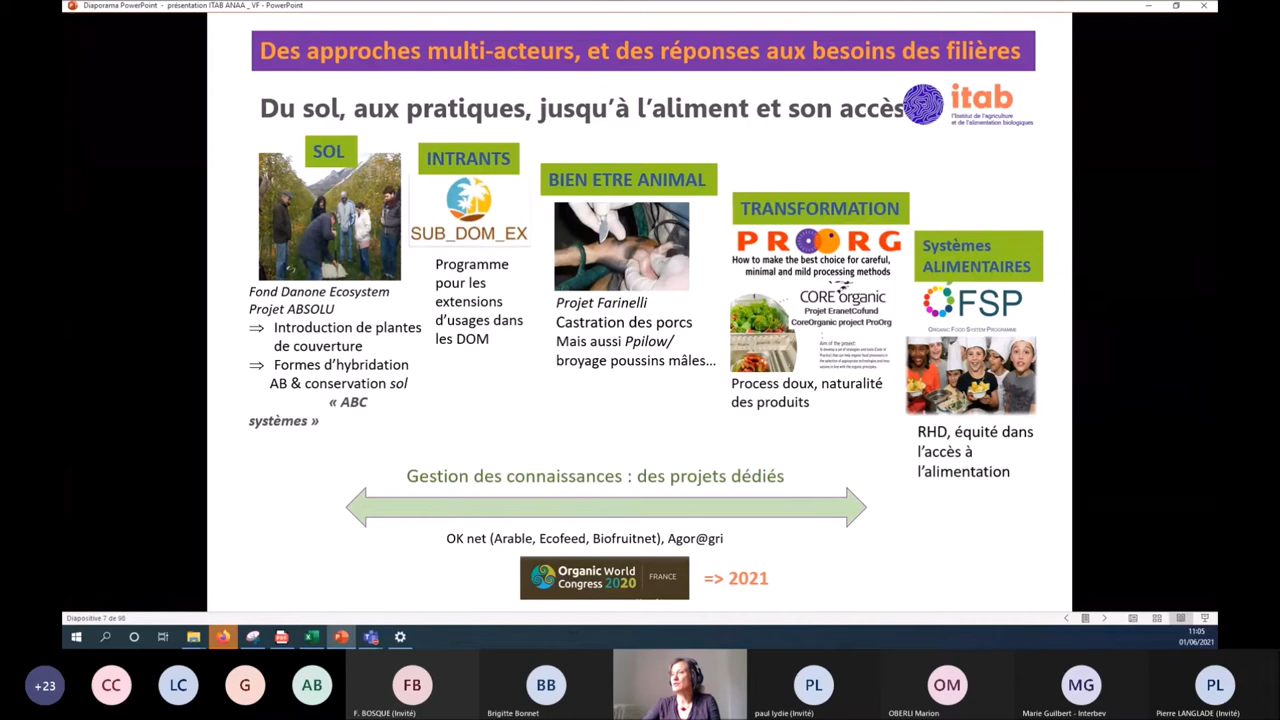 Diaporama PowerPoint - présentation ITAB ANAA _ VF - PowerPoint
Des approches multi-acteurs, et des réponses aux besoins des filières
Du sol, aux pratiques, jusqu'à l'aliment et son accès
itab
l'Institut de l'agriculture
et de l'alimentation biologiques
SOL
Fond Danone Ecosystem
Projet ABSOLU
⇒ Introduction de plantes
de couverture
⇒ Formes d'hybridation
AB & conservation sol
« ABC
systèmes »
INTRANTS
SUB_DOM_EX
Programme
pour les
extensions
d'usages dans
les DOM
BIEN ETRE ANIMAL
Projet Farinelli
Castration des porcs
Mais aussi Ppilow/
broyage poussins mâles...
TRANSFORMATION
PROORG
How to make the best choice for careful,
minimal and mild processing methods
CORE organic
Projet EranetCofund
CoreOrganic project ProOrg
Aim of the project:
Process doux, naturalité
des produits
Systèmes
ALIMENTAIRES
OFSP
ORGANIC FOOD SYSTEM PROGRAMME
RHD, équité dans
l'accès à
l'alimentation
Gestion des connaissances : des projets dédiés
OK net (Arable, Ecofeed, Biofruitnet), Agor@gri
Organic World
Congress 2020
FRANCE
=> 2021
Diapositive 7 de 98
11:05
01/06/2021
+23
CC
LC
G
AB
FB
F. BOSQUE (Invité)
BB
Brigitte Bonnet
PL
paul lydie (Invité)
OM
OBERLI Marion
MG
Marie Guilbert - Interbev
PL
Pierre LANGLADE (Invité)